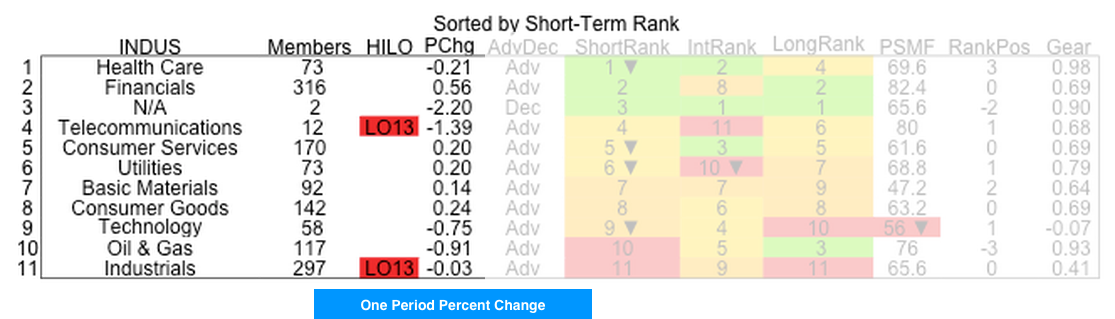 Sorted by Short-Term Rank
INDUS Members HILO PChg AdvDec ShortRank IntRank LongRank PSMF RankPos Gear
1 Health Care 73 -0.21 Adv 1 ▼ 2 4 69.6 3 0.98
2 Financials 316 0.56 Adv 2 8 2 82.4 0 0.69
3 N/A 2 -2.20 Dec 3 1 1 65.6 -2 0.90
4 Telecommunications 12 LO13 -1.39 Adv 4 11 6 80 1 0.68
5 Consumer Services 170 0.20 Adv 5 ▼ 3 5 61.6 0 0.69
6 Utilities 73 0.20 Adv 6 ▼ 10 ▼ 7 68.8 1 0.79
7 Basic Materials 92 0.14 Adv 7 7 9 47.2 2 0.64
8 Consumer Goods 142 0.24 Adv 8 6 8 63.2 0 0.69
9 Technology 58 -0.75 Adv 9 ▼ 4 10 56 ▼ 1 -0.07
10 Oil & Gas 117 -0.91 Adv 10 5 3 76 -3 0.93
11 Industrials 297 LO13 -0.03 Adv 11 9 11 65.6 0 0.41
One Period Percent Change